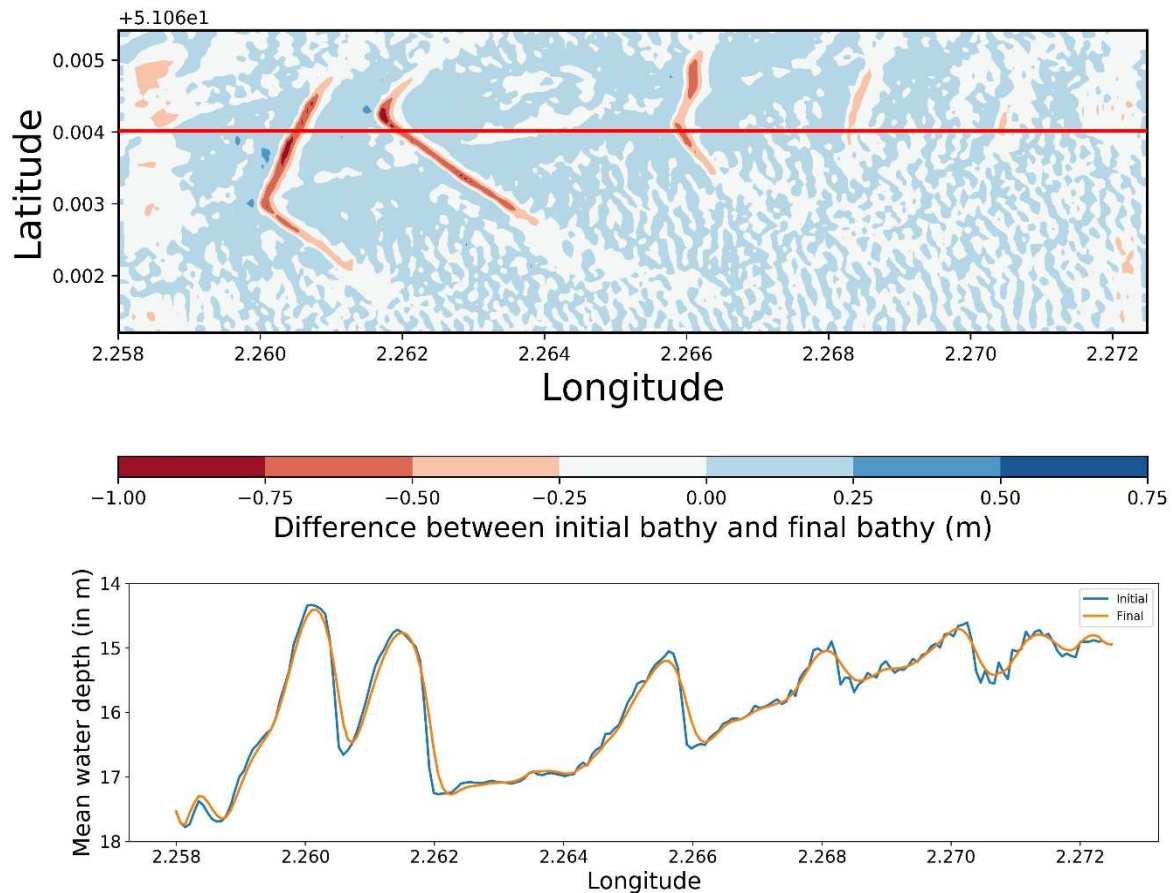 +5.106e1
0.005
0.004
0.003
0.002
Latitude
2.258 2.260 2.262 2.264 2.266 2.268 2.270 2.272
Longitude
−1.00 −0.75 −0.50 −0.25 0.00 0.25 0.50 0.75
Difference between initial bathy and final bathy (m)
14
15
16
17
18
Mean water depth (in m)
Initial
Final
2.258 2.260 2.262 2.264 2.266 2.268 2.270 2.272
Longitude